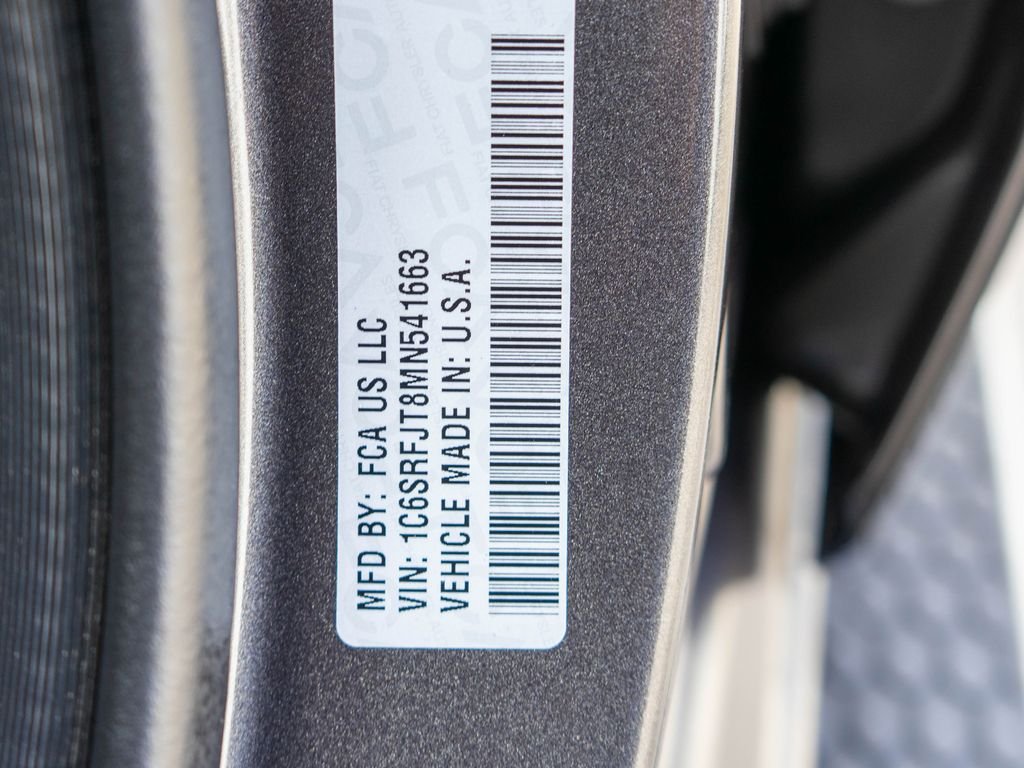 MFD BY: FCA US LLC
VIN: 1C6SRFJT8MN541663
VEHICLE MADE IN: U.S.A.